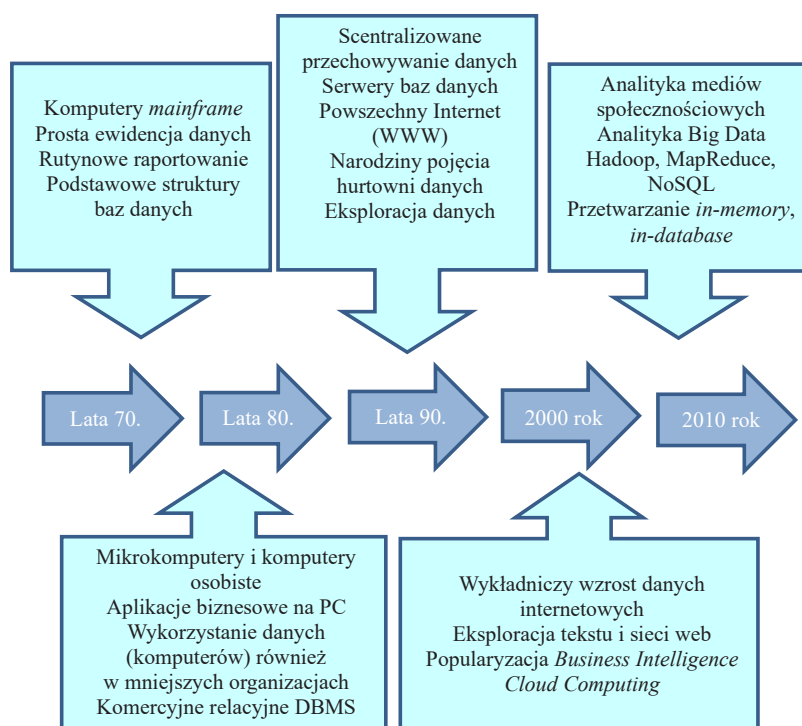 Komputery mainframe
Prosta ewidencja danych
Rutynowe raportowanie
Podstawowe struktury
baz danych
Scentralizowane
przechowywanie danych
Serwery baz danych
Powszechny Internet
(WWW)
Narodziny pojęcia
hurtowni danych
Eksploracja danych
Analityka mediów
społecznościowych
Analityka Big Data
Hadoop, MapReduce,
NoSQL
Przetwarzanie in-memory,
in-database
Lata 70.
Lata 80.
Lata 90.
2000 rok
2010 rok
Mikrokomputery i komputery
osobiste
Aplikacje biznesowe na PC
Wykorzystanie danych
(komputerów) również
w mniejszych organizacjach
Komercyjne relacyjne DBMS
Wykładniczy wzrost danych
internetowych
Eksploracja tekstu i sieci web
Popularyzacja Business Intelligence
Cloud Computing